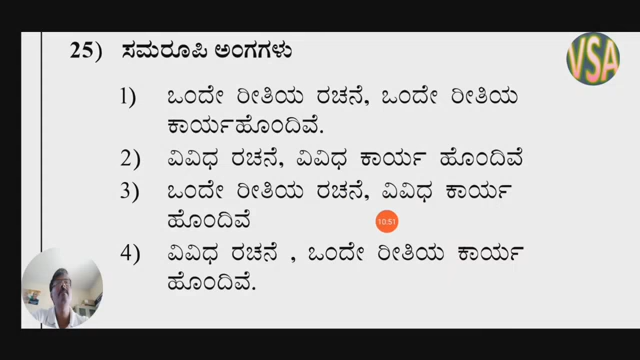 25) ಸಮರೂಪಿ ಅಂಗಗಳು
VSA
1) ಒಂದೇ ರೀತಿಯ ರಚನೆ, ಒಂದೇ ರೀತಿಯ
ಕಾರ್ಯಹೊಂದಿವೆ.
2) ವಿವಿಧ ರಚನೆ, ವಿವಿಧ ಕಾರ್ಯ ಹೊಂದಿವೆ
3) ಒಂದೇ ರೀತಿಯ ರಚನೆ, ವಿವಿಧ ಕಾರ್ಯ
ಹೊಂದಿವೆ
10:51
4) ವಿವಿಧ ರಚನೆ , ಒಂದೇ ರೀತಿಯ ಕಾರ್ಯ
ಹೊಂದಿವೆ.